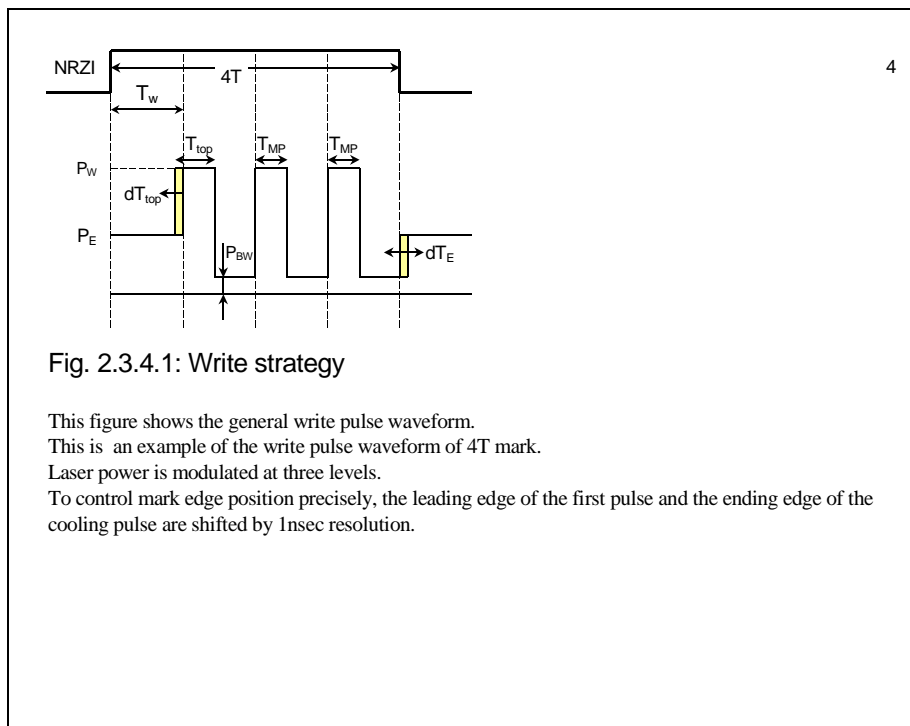 NRZI
4T
4
Tw
Ttop
TMP
TMP
PW
dTtop
PE
PBW
dTE
Fig. 2.3.4.1: Write strategy
This figure shows the general write pulse waveform.
This is an example of the write pulse waveform of 4T mark.
Laser power is modulated at three levels.
To control mark edge position precisely, the leading edge of the first pulse and the ending edge of the
cooling pulse are shifted by 1nsec resolution.